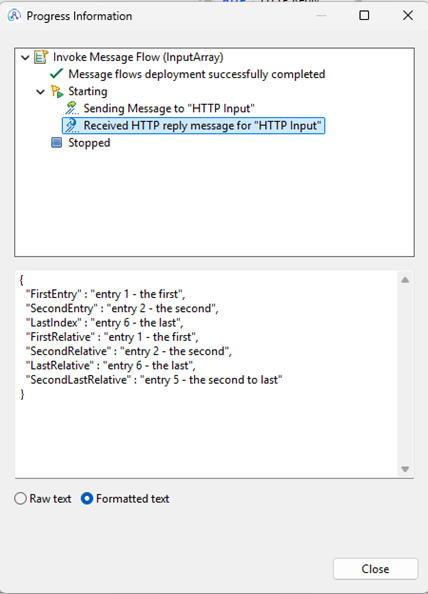 Progress Information
Invoke Message Flow (InputArray)
Message flows deployment successfully completed
Starting
Sending Message to "HTTP Input"
Received HTTP reply message for "HTTP Input"
Stopped
{
"FirstEntry" : "entry 1 - the first",
"SecondEntry" : "entry 2 - the second",
"LastIndex" : "entry 6 - the last",
"FirstRelative" : "entry 1 - the first",
"SecondRelative" : "entry 2 - the second",
"LastRelative" : "entry 6 - the last",
"SecondLastRelative" : "entry 5 - the second to last"
}
Raw text
Formatted text
Close